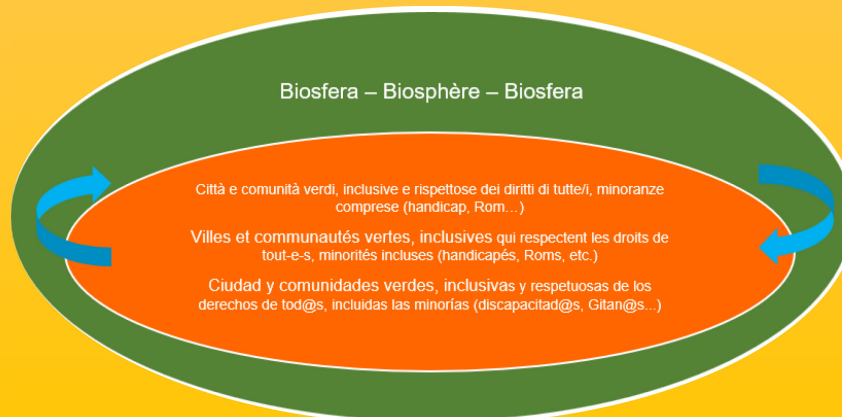 Biosfera – Biosphère – Biosfera
Città e comunità verdi, inclusive e rispettose dei diritti di tutte/i, minoranze
comprese (handicap, Rom…)
Villes et communautés vertes, inclusives qui respectent les droits de
tout-e-s, minorités incluses (handicapés, Roms, etc.)
Ciudad y comunidades verdes, inclusivas y respetuosas de los
derechos de tod@s, incluidas las minorías (discapacitad@s, Gitan@s...)